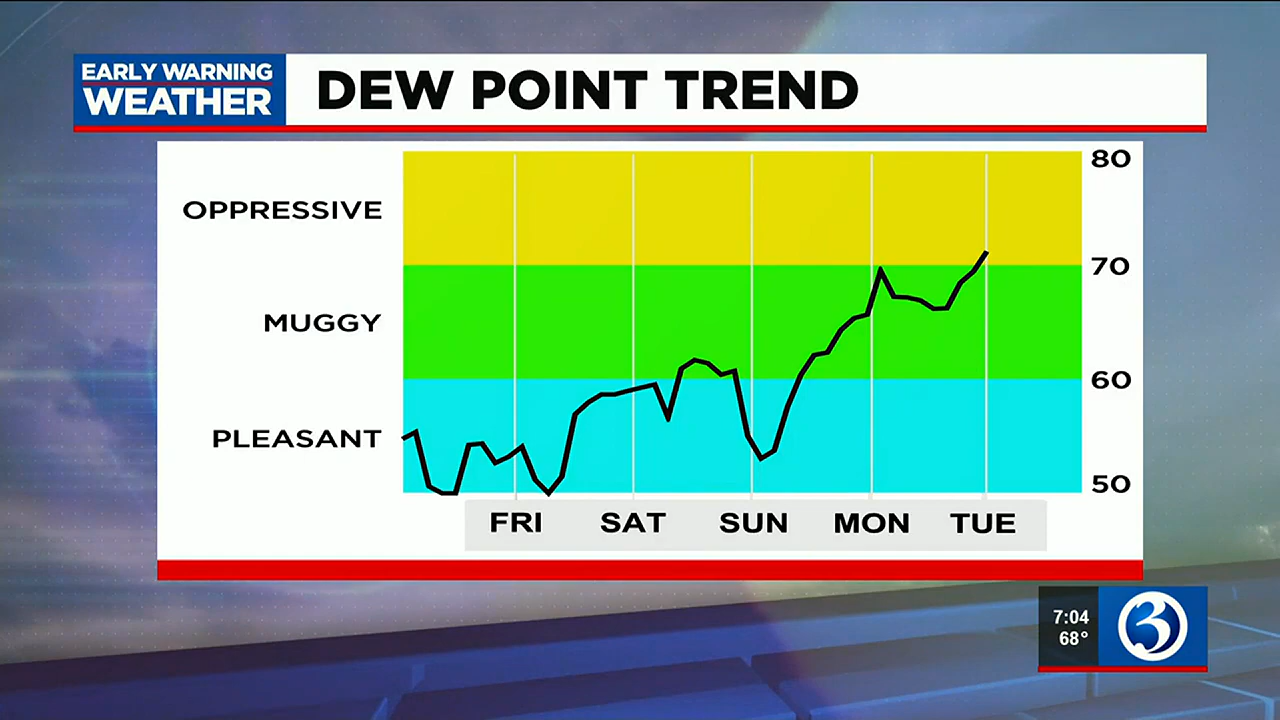 EARLY WARNING
WEATHER
DEW POINT TREND
80
OPPRESSIVE
70
MUGGY
60
PLEASANT
50
FRI SAT SUN MON TUE
7:04
68°
3